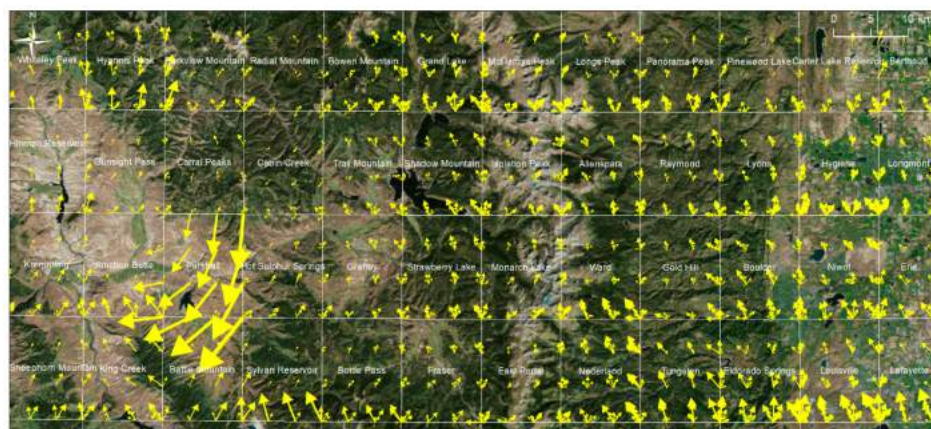 N
0 5 10 km
Whiteley Peak Hyannis Peak Parkview Mountain Radial Mountain Bowen Mountain Grand Lake McHenrys Peak Longs Peak Panorama Peak Pinewood Lake Carter Lake Reservoir Berthoud
Hinman Reservoir Gunsight Pass Corral Peaks Cabin Creek Trail Mountain Shadow Mountain Isolation Peak Allenspark Raymond Lyons Hygiene Longmont
Kremmling Junction Butte Parshall Hot Sulphur Springs Granby Strawberry Lake Monarch Lake Ward Gold Hill Boulder Niwot Erie
Sheephorn Mountain King Creek Battle Mountain Sylvan Reservoir Bottle Pass Fraser East Portal Nederland Tungsten Eldorado Springs Louisville Lafayette